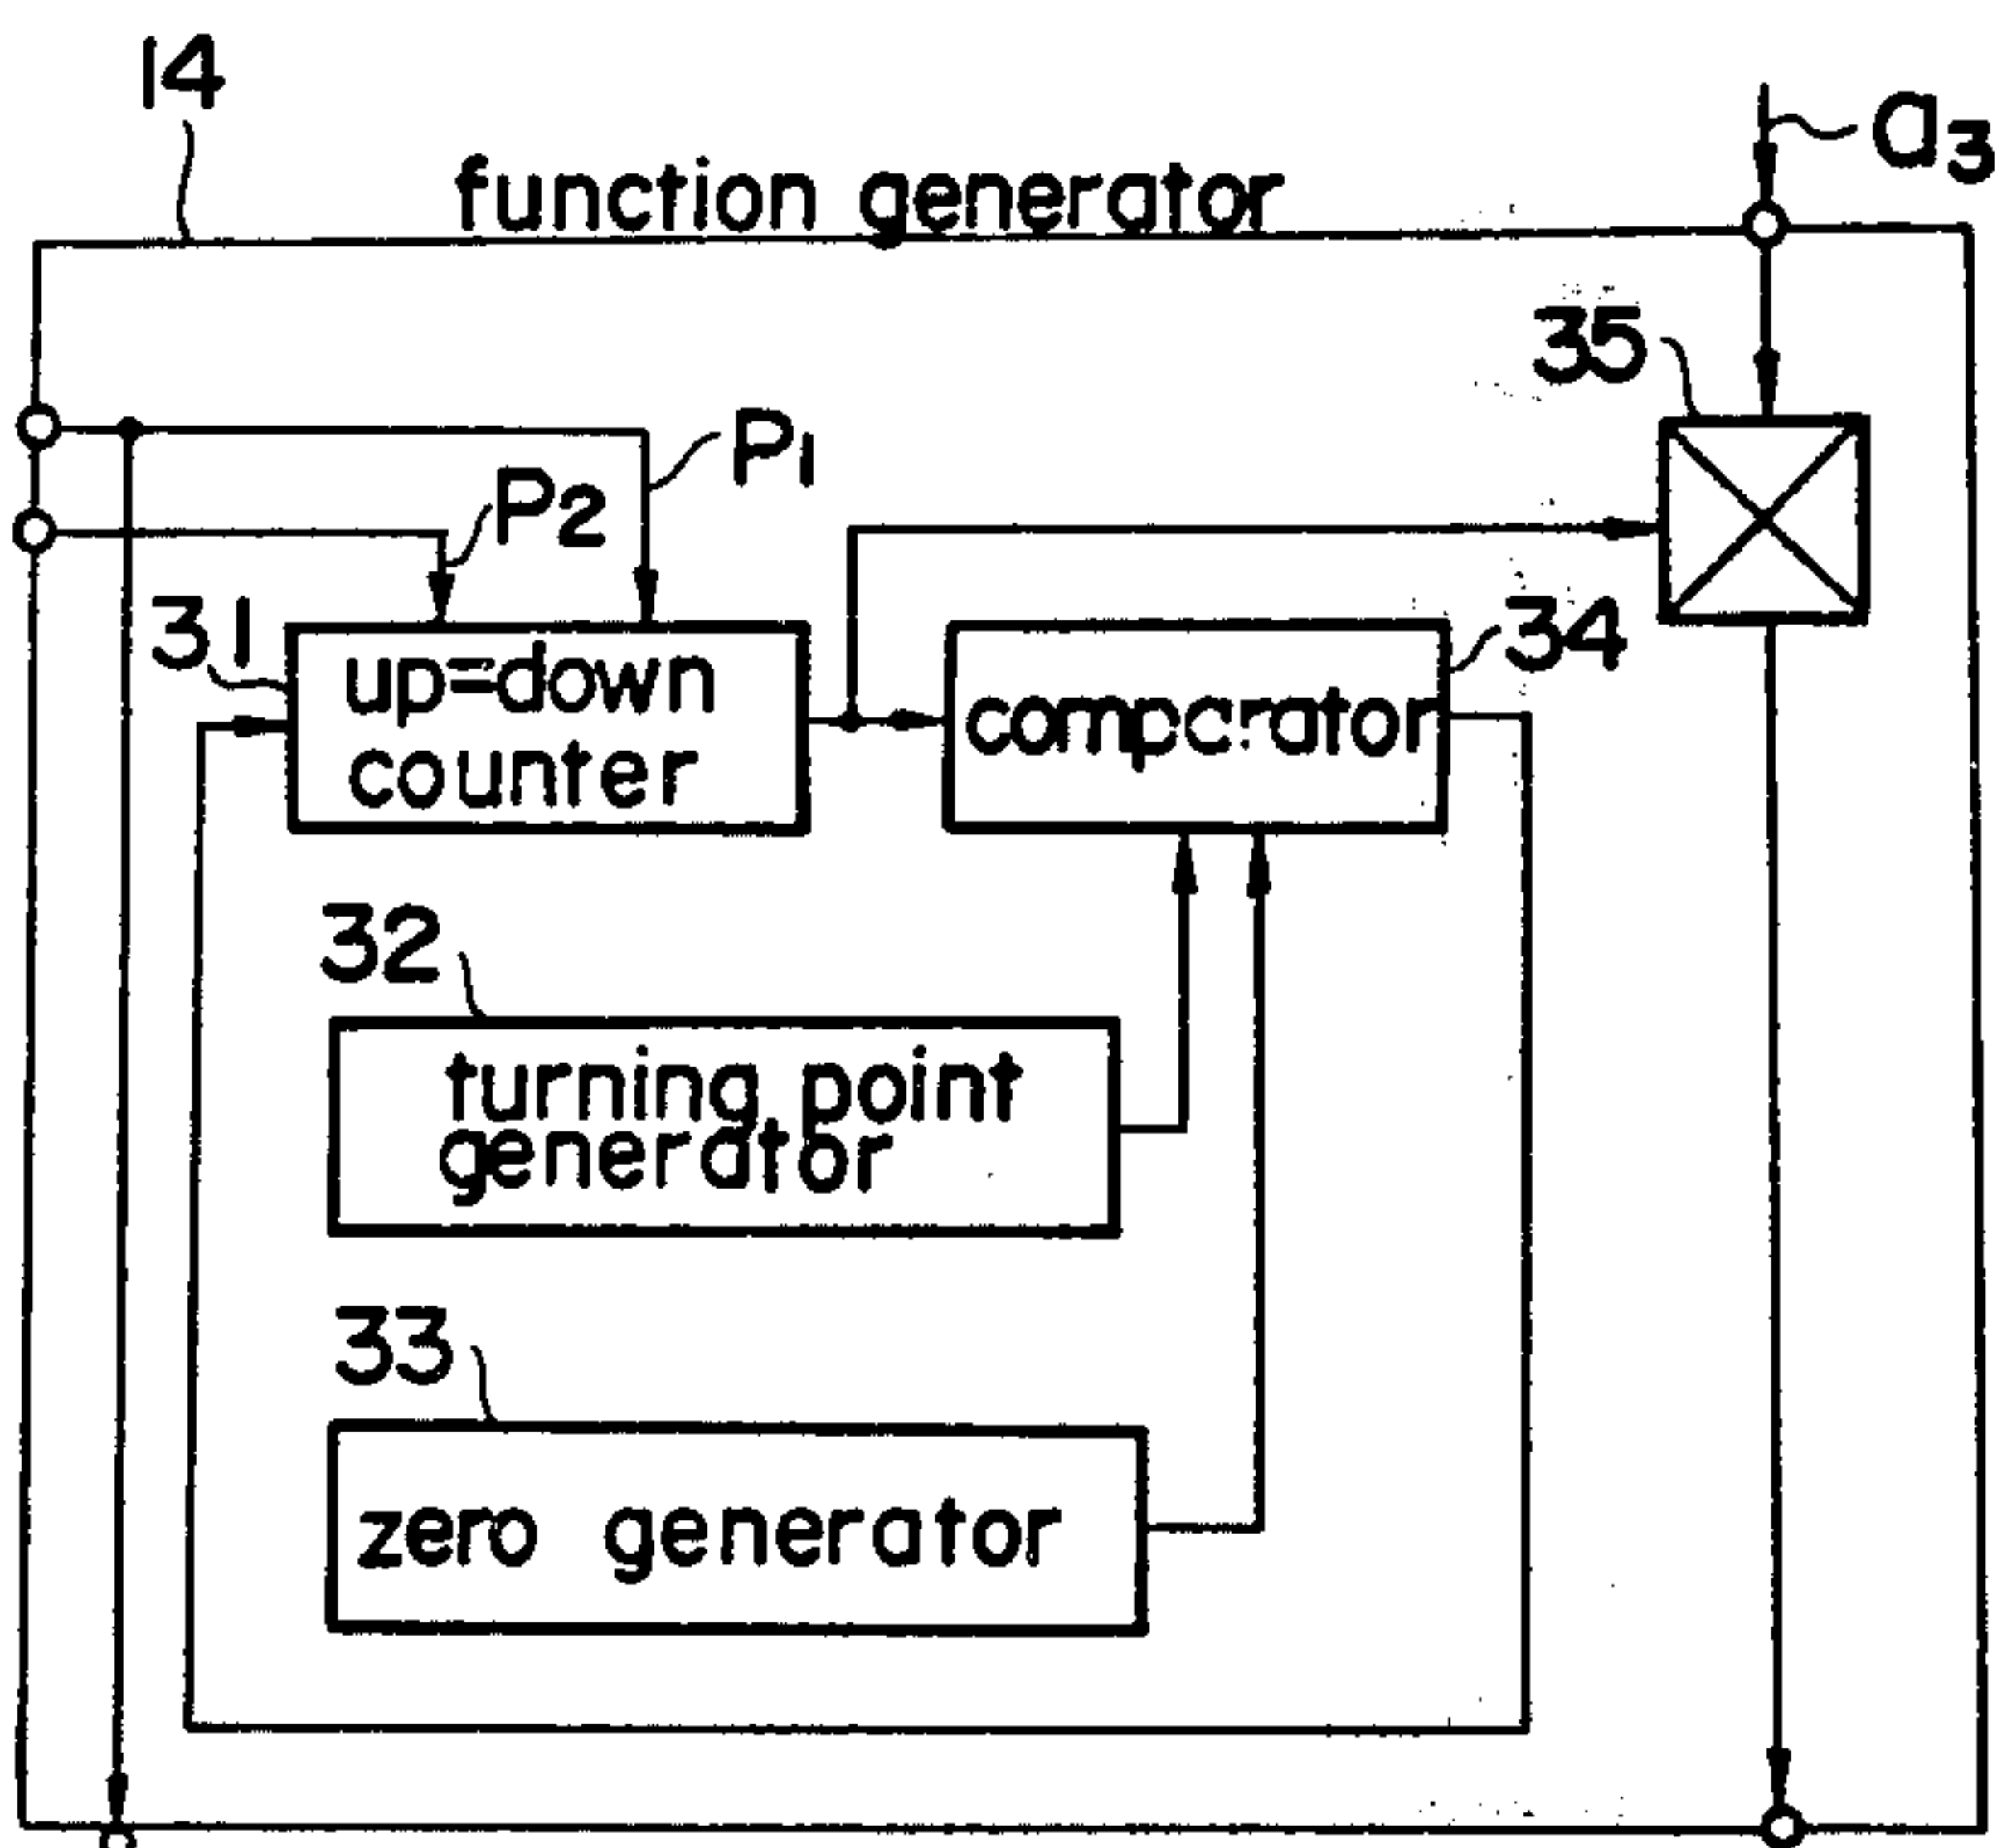 14
a3
function generator
35
P1
P2
31
34
up=down
counter
comparator
32
turning point
generator
33
zero generator